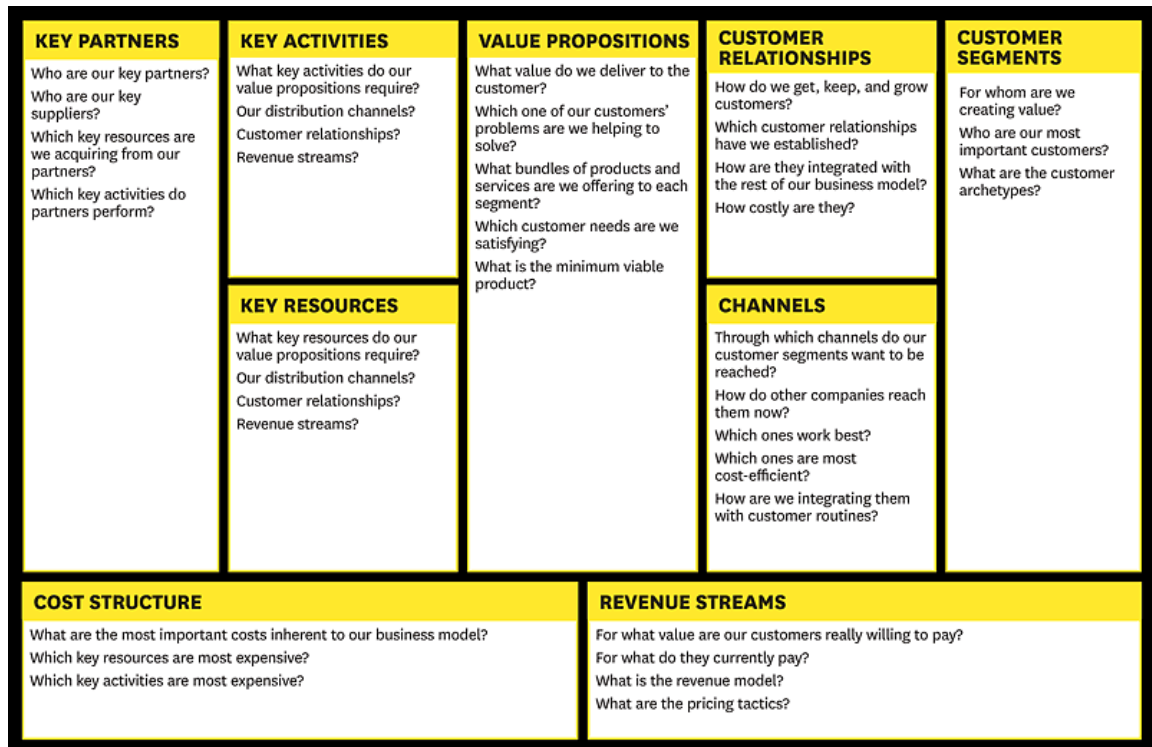 KEY PARTNERS
Who are our key partners?
Who are our key
suppliers?
Which key resources are
we acquiring from our
partners?
Which key activities do
partners perform?
KEY ACTIVITIES
What key activities do our
value propositions require?
Our distribution channels?
Customer relationships?
Revenue streams?
KEY RESOURCES
What key resources do our
value propositions require?
Our distribution channels?
Customer relationships?
Revenue streams?
VALUE PROPOSITIONS
What value do we deliver to the
customer?
Which one of our customers’
problems are we helping to
solve?
What bundles of products and
services are we offering to each
segment?
Which customer needs are we
satisfying?
What is the minimum viable
product?
CUSTOMER
RELATIONSHIPS
How do we get, keep, and grow
customers?
Which customer relationships
have we established?
How are they integrated with
the rest of our business model?
How costly are they?
CHANNELS
Through which channels do our
customer segments want to be
reached?
How do other companies reach
them now?
Which ones work best?
Which ones are most
cost-efficient?
How are we integrating them
with customer routines?
CUSTOMER
SEGMENTS
For whom are we
creating value?
Who are our most
important customers?
What are the customer
archetypes?
COST STRUCTURE
What are the most important costs inherent to our business model?
Which key resources are most expensive?
Which key activities are most expensive?
REVENUE STREAMS
For what value are our customers really willing to pay?
For what do they currently pay?
What is the revenue model?
What are the pricing tactics?